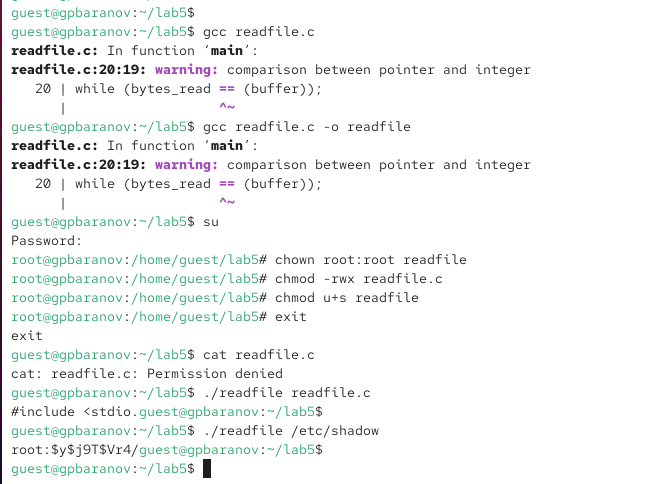 guest@gpbaranov:~/lab5$
guest@gpbaranov:~/lab5$ gcc readfile.c
readfile.c: In function ‘main’:
readfile.c:20:19: warning: comparison between pointer and integer
   20 | while (bytes_read == (buffer));
      |                   ^~
guest@gpbaranov:~/lab5$ gcc readfile.c -o readfile
readfile.c: In function ‘main’:
readfile.c:20:19: warning: comparison between pointer and integer
   20 | while (bytes_read == (buffer));
      |                   ^~
guest@gpbaranov:~/lab5$ su
Password:
root@gpbaranov:/home/guest/lab5# chown root:root readfile
root@gpbaranov:/home/guest/lab5# chmod -rwx readfile.c
root@gpbaranov:/home/guest/lab5# chmod u+s readfile
root@gpbaranov:/home/guest/lab5# exit
exit
guest@gpbaranov:~/lab5$ cat readfile.c
cat: readfile.c: Permission denied
guest@gpbaranov:~/lab5$ ./readfile readfile.c
#include <stdio.guest@gpbaranov:~/lab5$
guest@gpbaranov:~/lab5$ ./readfile /etc/shadow
root:$y$j9T$Vr4/guest@gpbaranov:~/lab5$
guest@gpbaranov:~/lab5$